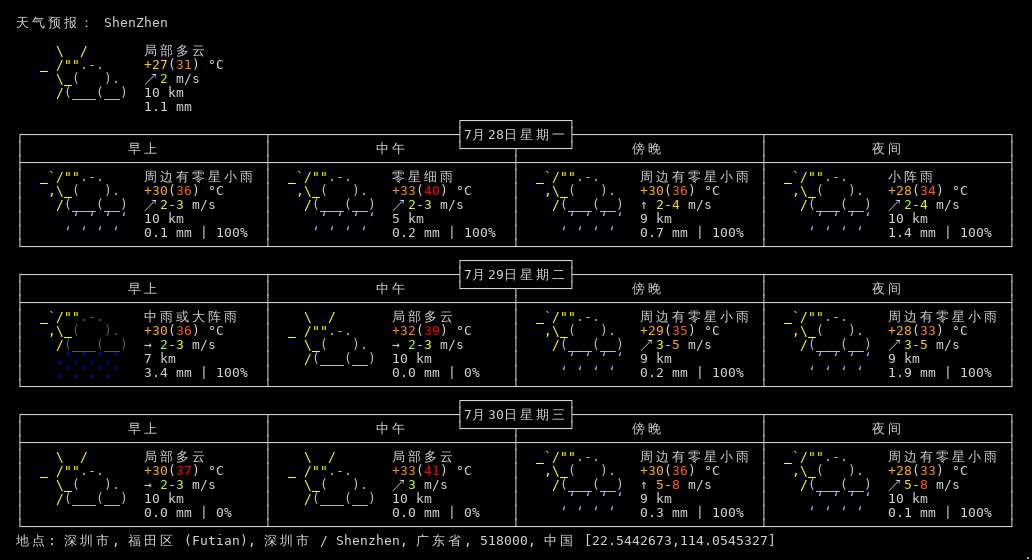 天气预报： ShenZhen
局部多云
+27(31) °C
↗2 m/s
10 km
1.1 mm
7月28日星期一
早上 中午 傍晚 夜间
周边有零星小雨 零星细雨 周边有零星小雨 小阵雨
+30(36) °C +33(40) °C +30(36) °C +28(34) °C
↗2-3 m/s ↗2-3 m/s ↑ 2-4 m/s ↗2-4 m/s
10 km 5 km 9 km 10 km
0.1 mm | 100% 0.2 mm | 100% 0.7 mm | 100% 1.4 mm | 100%
7月29日星期二
早上 中午 傍晚 夜间
中雨或大阵雨 局部多云 周边有零星小雨 周边有零星小雨
+30(36) °C +32(39) °C +29(35) °C +28(33) °C
→ 2-3 m/s → 2-3 m/s ↗3-5 m/s ↗3-5 m/s
7 km 10 km 9 km 9 km
3.4 mm | 100% 0.0 mm | 0% 0.2 mm | 100% 1.9 mm | 100%
7月30日星期三
早上 中午 傍晚 夜间
局部多云 局部多云 周边有零星小雨 周边有零星小雨
+30(37) °C +33(41) °C +30(36) °C +28(33) °C
→ 2-3 m/s ↗3 m/s ↑ 5-8 m/s ↗5-8 m/s
10 km 10 km 9 km 10 km
0.0 mm | 0% 0.0 mm | 0% 0.3 mm | 100% 0.1 mm | 100%
地点: 深圳市, 福田区 (Futian), 深圳市 / Shenzhen, 广东省, 518000, 中国 [22.5442673,114.0545327]